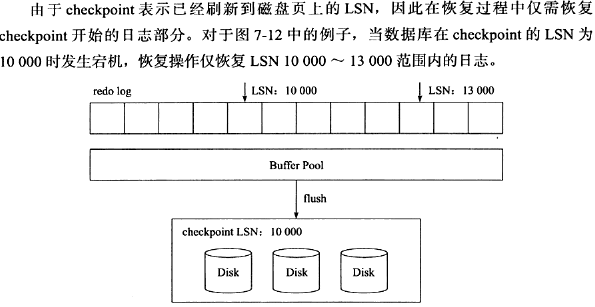 由于 checkpoint 表示已经刷新到磁盘页上的 LSN，因此在恢复过程中仅需恢复
checkpoint 开始的日志部分。对于图 7-12 中的例子，当数据库在 checkpoint 的 LSN 为
10 000 时发生宕机，恢复操作仅恢复 LSN 10 000 ～ 13 000 范围内的日志。
redo log LSN：10 000 LSN：13 000
Buffer Pool
flush
checkpoint LSN：10 000
Disk Disk Disk